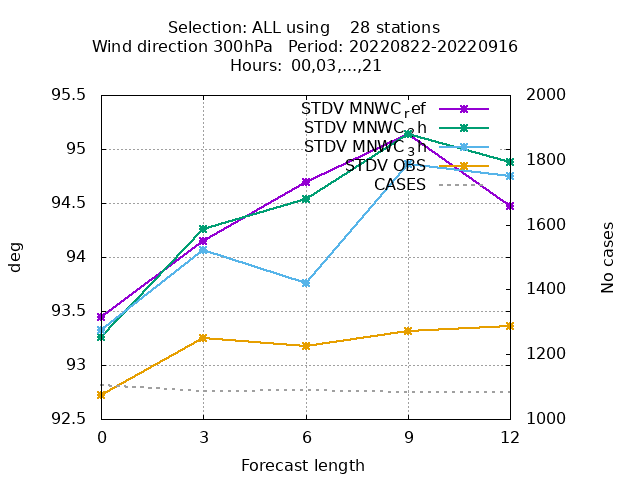 Selection: ALL using    28 stations
Wind direction 300hPa   Period: 20220822-20220916
Hours:  00,03,...,21
STDV MNWC_ref
STDV MNWC_2h
STDV MNWC_3h
STDV OBS
CASES
95.5
95
94.5
94
93.5
93
92.5
2000
1800
1600
1400
1200
1000
deg
No cases
0
3
6
9
12
Forecast length